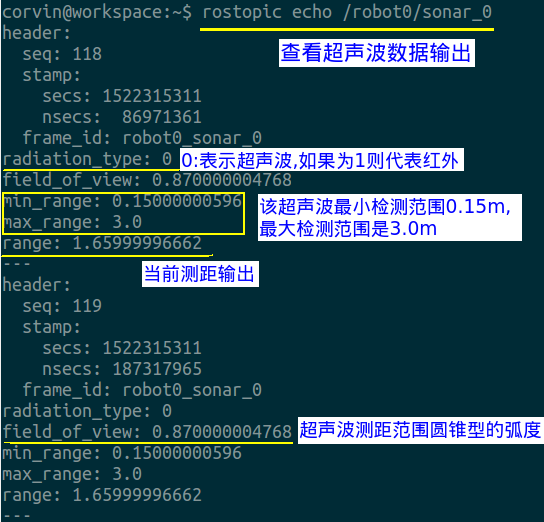 corvin@workspace:~$ rostopic echo /robot0/sonar_0
header:
查看超声波数据输出
  seq: 118
  stamp:
    secs: 1522315311
    nsecs:  86971361
  frame_id: robot0_sonar_0
radiation_type: 0 0:表示超声波,如果为1则代表红外
field_of_view: 0.870000004768
min_range: 0.15000000596 该超声波最小检测范围0.15m,
max_range: 3.0 最大检测范围是3.0m
range: 1.65999996662
---
当前测距输出
header:
  seq: 119
  stamp:
    secs: 1522315311
    nsecs: 187317965
  frame_id: robot0_sonar_0
radiation_type: 0
field_of_view: 0.870000004768 超声波测距范围圆锥型的弧度
min_range: 0.15000000596
max_range: 3.0
range: 1.65999996662
---